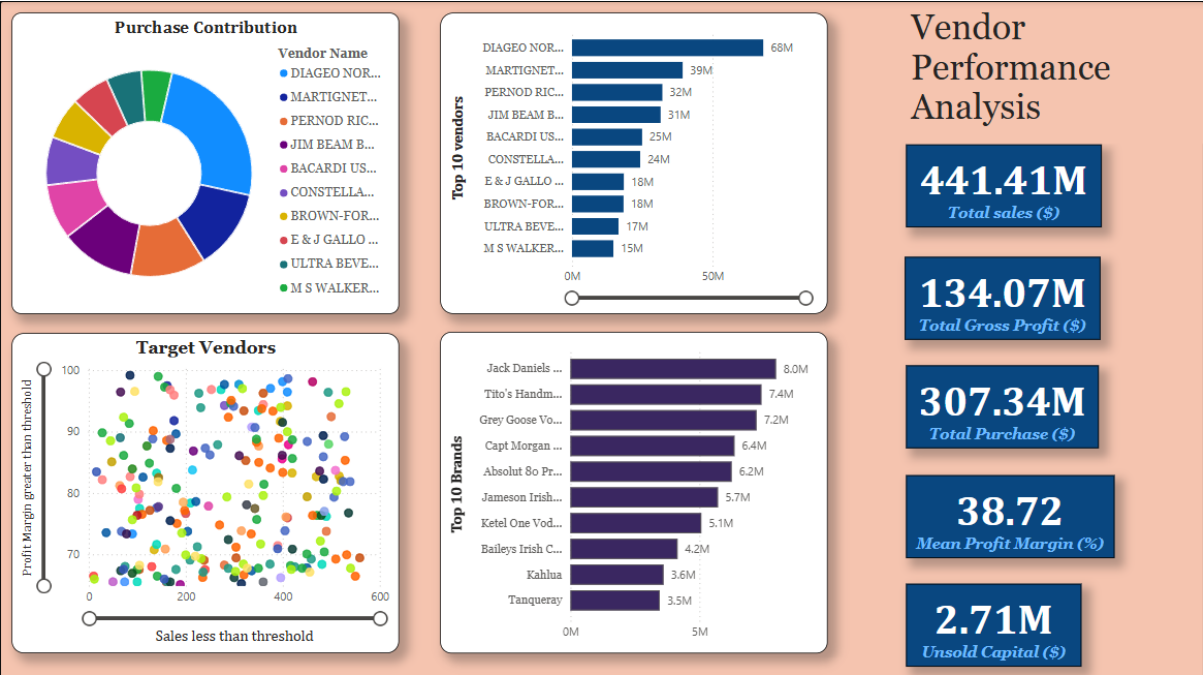 Purchase Contribution
Vendor Name
DIAGEO NOR...
MARTIGNET...
PERNOD RIC...
JIM BEAM B...
BACARDI US...
CONSTELLA...
BROWN-FOR...
E & J GALLO ...
ULTRA BEVE...
M S WALKER...
Top 10 vendors
DIAGEO NOR... 68M
MARTIGNET... 39M
PERNOD RIC... 32M
JIM BEAM B... 31M
BACARDI US... 25M
CONSTELLA... 24M
E & J GALLO ... 18M
BROWN-FOR... 18M
ULTRA BEVE... 17M
M S WALKER... 15M
0M 50M
Vendor
Performance
Analysis
441.41M
Total sales ($)
134.07M
Total Gross Profit ($)
307.34M
Total Purchase ($)
38.72
Mean Profit Margin (%)
2.71M
Unsold Capital ($)
Target Vendors
Profit Margin greater than threshold
100
90
80
70
0 200 400 600
Sales less than threshold
Top 10 Brands
Jack Daniels ... 8.0M
Tito's Handm... 7.4M
Grey Goose Vo... 7.2M
Capt Morgan ... 6.4M
Absolut 80 Pr... 6.2M
Jameson Irish... 5.7M
Ketel One Vod... 5.1M
Baileys Irish C... 4.2M
Kahlua 3.6M
Tanqueray 3.5M
0M 5M